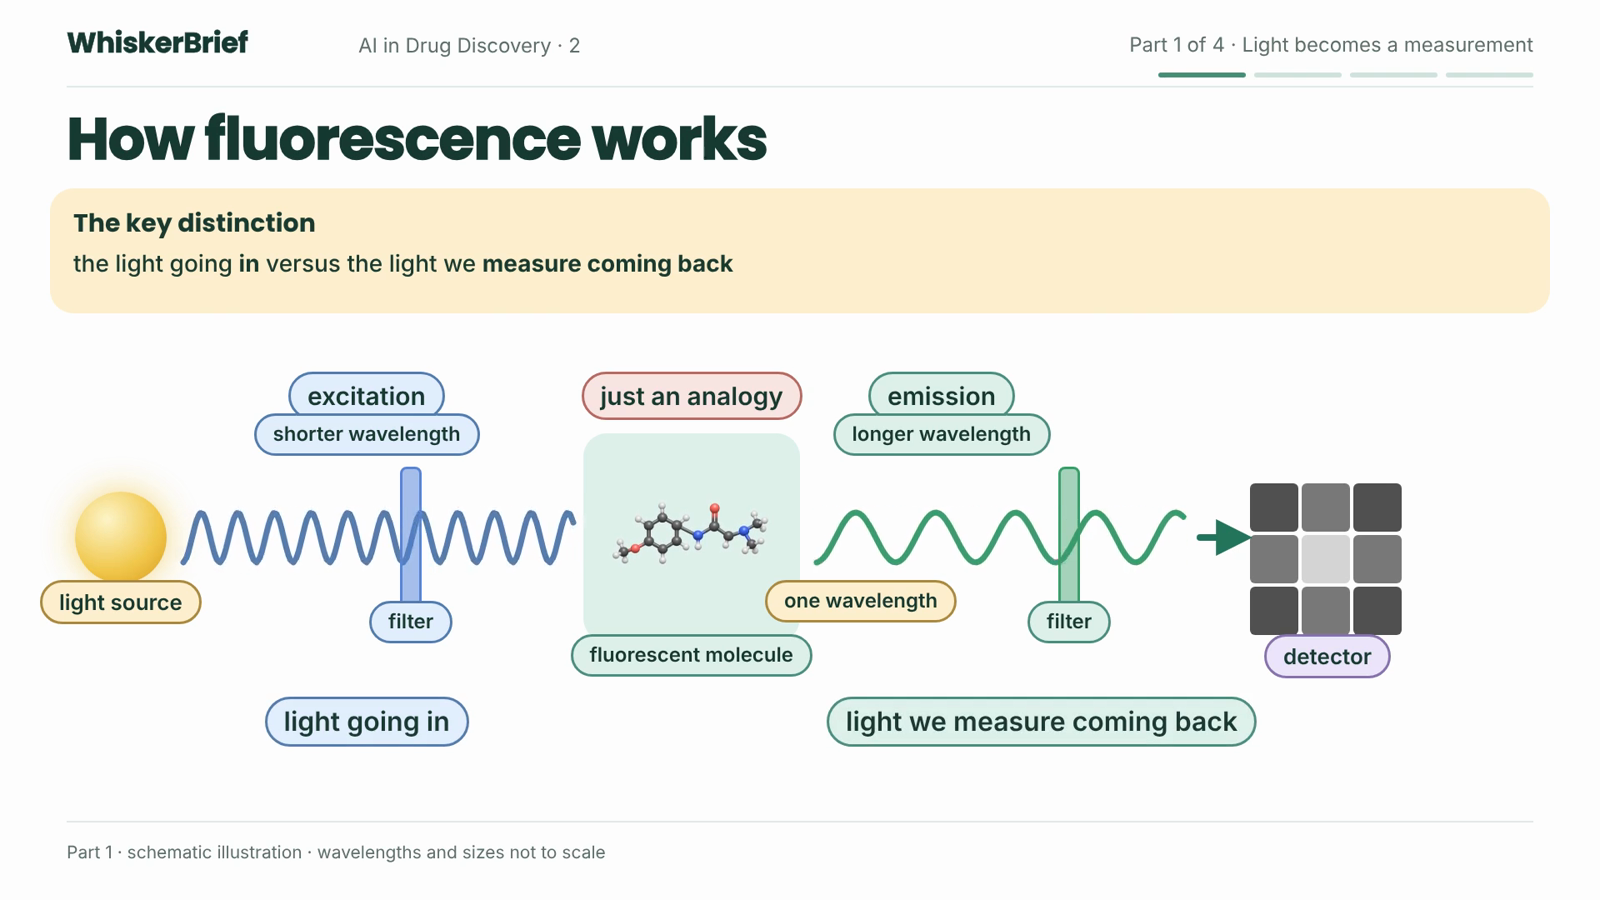 WhiskerBrief
AI in Drug Discovery · 2
Part 1 of 4 · Light becomes a measurement
How fluorescence works
The key distinction
the light going in versus the light we measure coming back
excitation
shorter wavelength
just an analogy
emission
longer wavelength
light source
filter
fluorescent molecule
one wavelength
filter
detector
light going in
light we measure coming back
Part 1 · schematic illustration · wavelengths and sizes not to scale